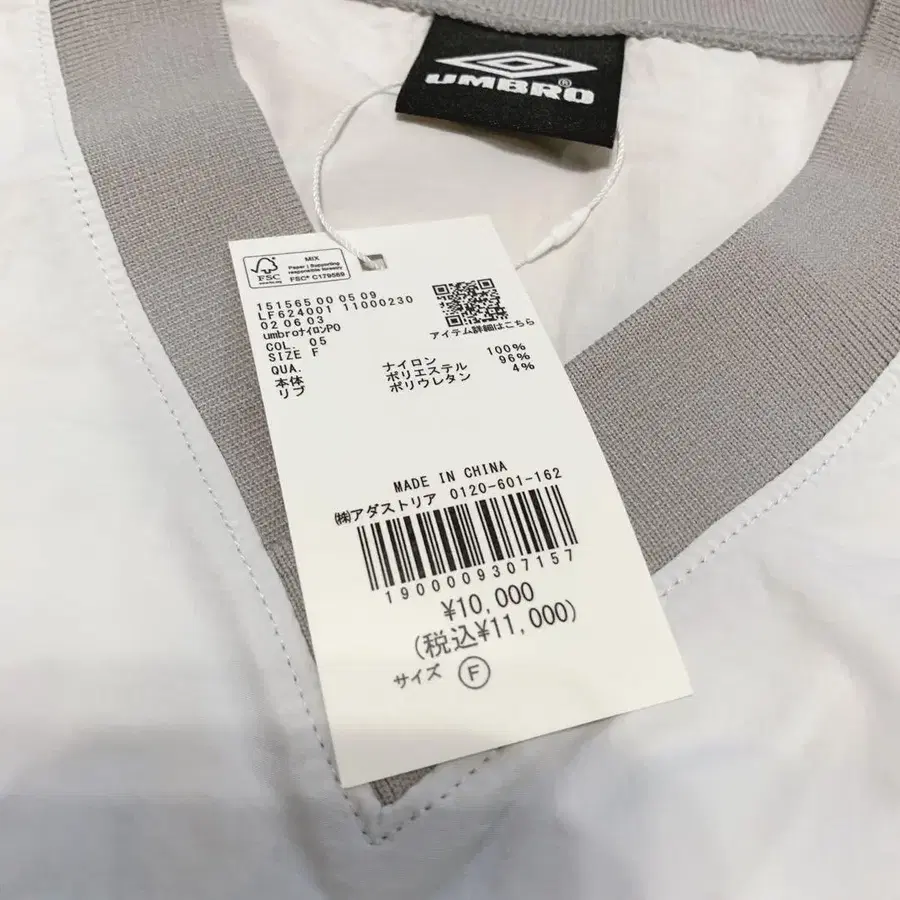 UMBRO®
MIX
Paper | Supporting
responsible forestry
FSC
FSC® C179569
151565 00 05 09
LF624001 11000230
02 06 03
umbroナイロンPO
COL. 05
SIZE F
QUA.
アイテム詳細はこちら
本体 ナイロン 100%
リブ ポリエステル 96%
ポリウレタン 4%
MADE IN CHINA
㈱アダストリア 0120-601-162
1900009307157
¥10,000
(税込¥11,000)
サイズ Ⓕ